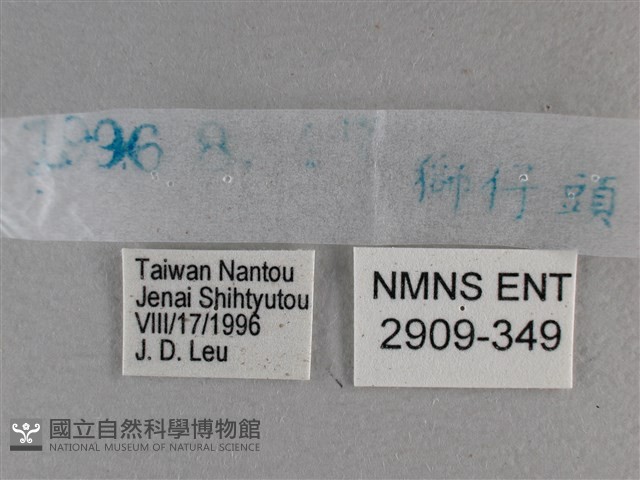 1996 8.
獅仔頭
Taiwan Nantou
Jenai Shihtyutou
VIII/17/1996
J. D. Leu
NMNS ENT
2909-349
國立自然科學博物館
NATIONAL MUSEUM OF NATURAL SCIENCE